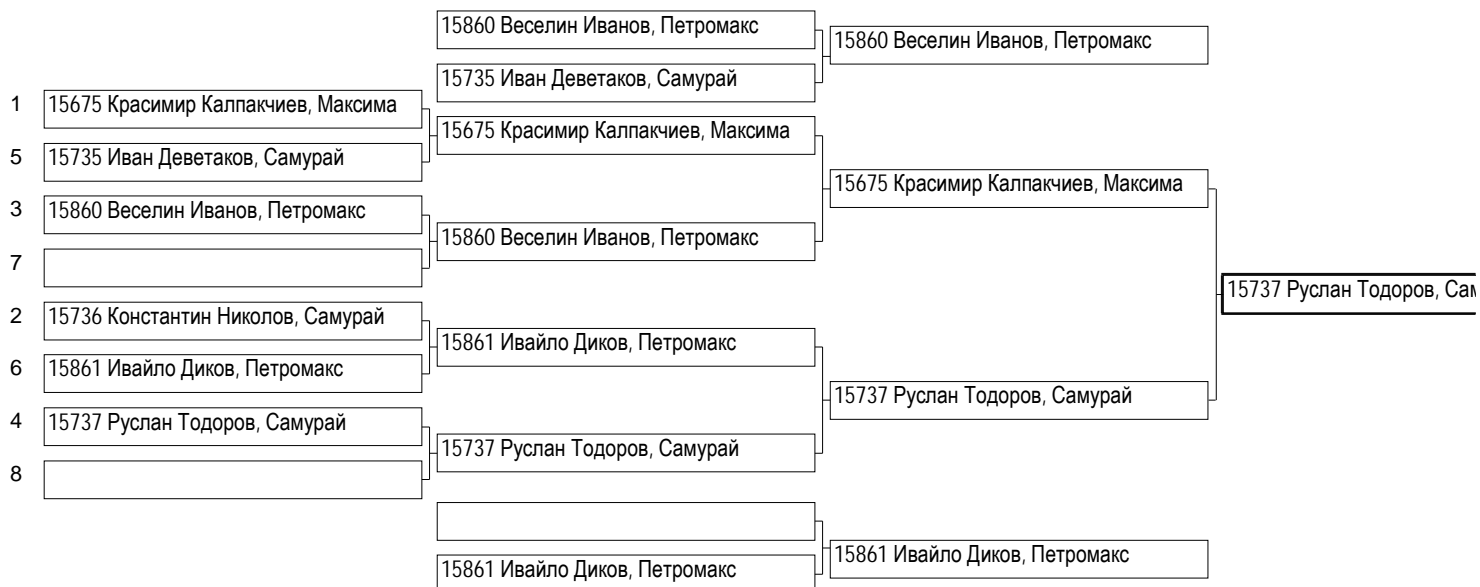 15860 Веселин Иванов, Петромакс
15860 Веселин Иванов, Петромакс
15735 Иван Деветаков, Самурай
1 15675 Красимир Калпакчиев, Максима
15675 Красимир Калпакчиев, Максима
5 15735 Иван Деветаков, Самурай
15675 Красимир Калпакчиев, Максима
3 15860 Веселин Иванов, Петромакс
15860 Веселин Иванов, Петромакс
7
15737 Руслан Тодоров, Сам
2 15736 Константин Николов, Самурай
15861 Ивайло Диков, Петромакс
6 15861 Ивайло Диков, Петромакс
15737 Руслан Тодоров, Самурай
4 15737 Руслан Тодоров, Самурай
15737 Руслан Тодоров, Самурай
8
15861 Ивайло Диков, Петромакс
15861 Ивайло Диков, Петромакс